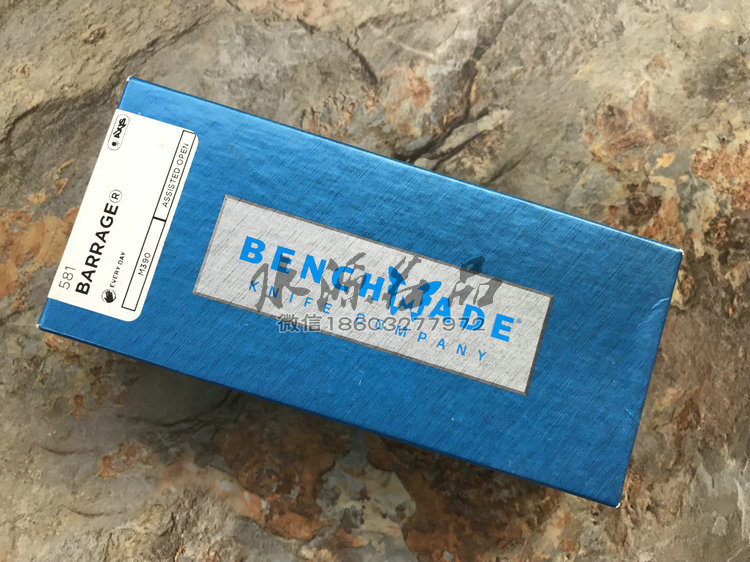 AXIS
581
BARRAGE®
EVERY DAY
M390
ASSISTED OPEN
BENCHMADE®
KNIFE COMPANY
微信18603277972